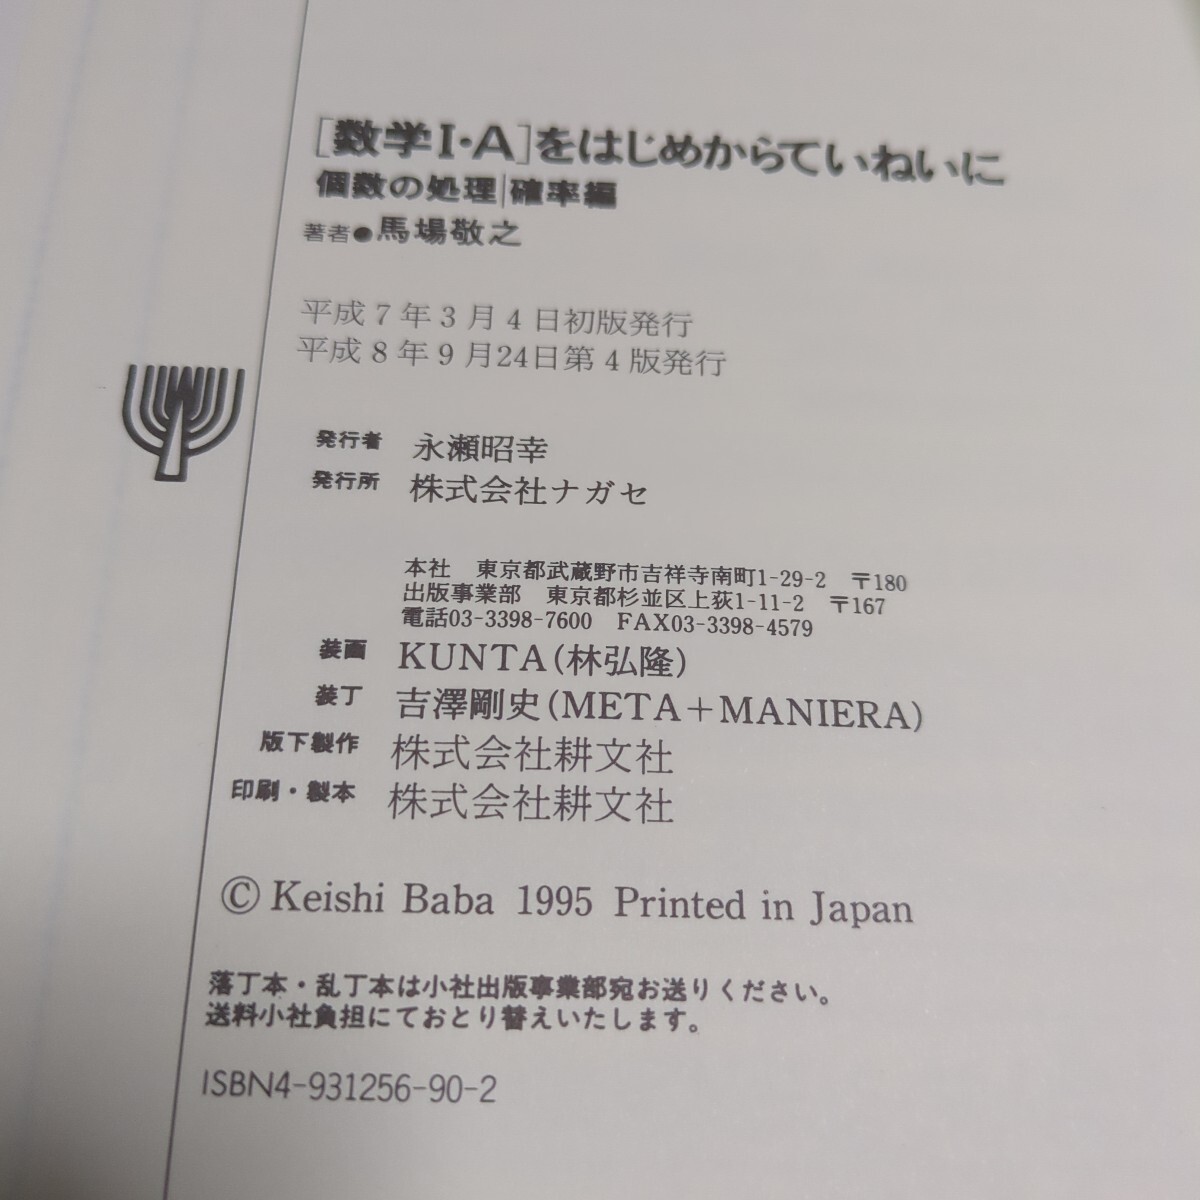 [数学I・A]をはじめからていねいに
個数の処理|確率編
著者●馬場敬之
平成7年3月4日初版発行
平成8年9月24日第4版発行
発行者 永瀬昭幸
発行所 株式会社ナガセ
本社 東京都武蔵野市吉祥寺南町1-29-2 〒180
出版事業部 東京都杉並区上荻1-11-2 〒167
電話03-3398-7600 FAX03-3398-4579
装画 KUNTA(林弘隆)
装丁 吉澤剛史(META+MANIERA)
版下製作 株式会社耕文社
印刷・製本 株式会社耕文社
© Keishi Baba 1995 Printed in Japan
落丁本・乱丁本は小社出版事業部宛お送りください。
送料小社負担にておとり替えいたします。
ISBN4-931256-90-2